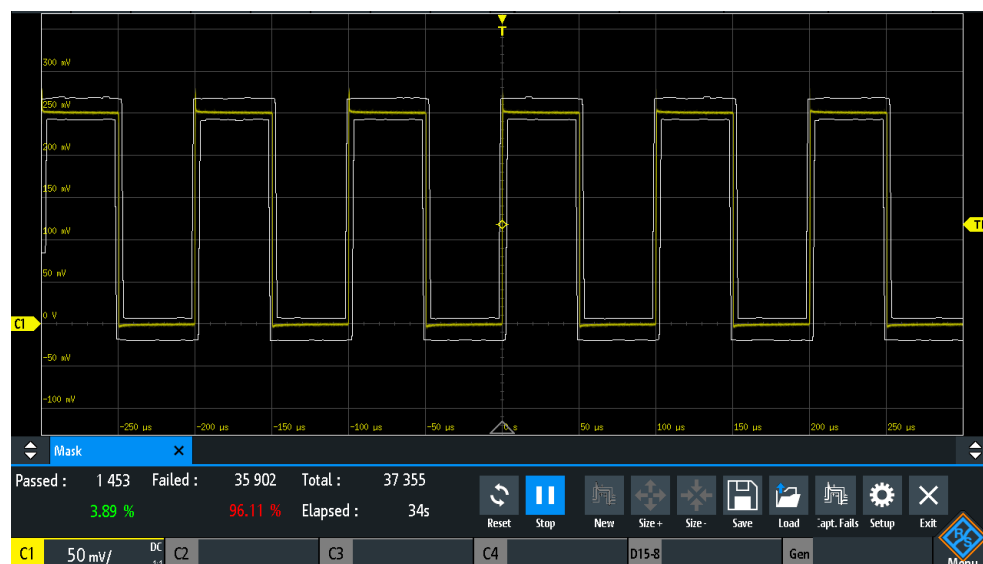 T
300 mV
250 mV
200 mV
150 mV
100 mV
50 mV
0 V
-50 mV
-100 mV
C1
-250 µs -200 µs -150 µs -100 µs -50 µs 0 s 50 µs 100 µs 150 µs 200 µs 250 µs
Mask ×
Passed : 1 453 Failed : 35 902 Total : 37 355
3.89 % 96.11 % Elapsed : 34s
Reset Stop New Size + Size - Save Load Capt. Fails Setup Exit
C1 50 mV/ DC 1:1 C2 C3 C4 D15-8 Gen Menu
R&S